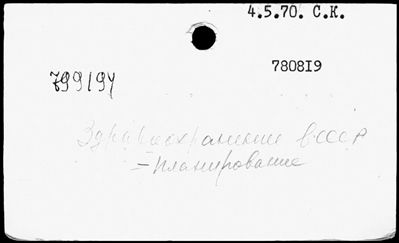 4.5.70. С.К.
780819
799194
Здравоохранение в СССР
- планирование